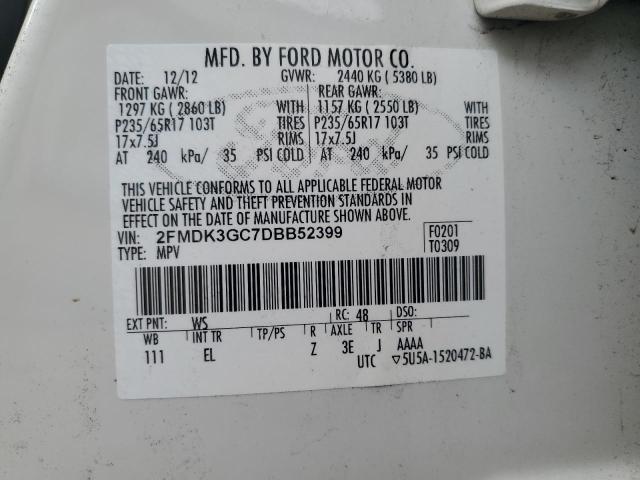 MFD. BY FORD MOTOR CO.
DATE: 12/12 GVWR: 2440 KG ( 5380 LB)
FRONT GAWR: REAR GAWR:
1297 KG ( 2860 LB) WITH 1157 KG ( 2550 LB) WITH
P235/65R17 103T TIRES P235/65R17 103T TIRES
17x7.5J RIMS 17x7.5J RIMS
AT 240 kPa/ 35 PSI COLD AT 240 kPa/ 35 PSI COLD
THIS VEHICLE CONFORMS TO ALL APPLICABLE FEDERAL MOTOR
VEHICLE SAFETY AND THEFT PREVENTION STANDARDS IN
EFFECT ON THE DATE OF MANUFACTURE SHOWN ABOVE.
VIN: 2FMDK3GC7DBB52399 F0201
TYPE: MPV T0309
EXT PNT: WS RC: 48 DSO:
WB INT TR TP/PS R AXLE TR SPR
111 EL Z 3E J AAAA
UTC ▽5U5A-1520472-BA